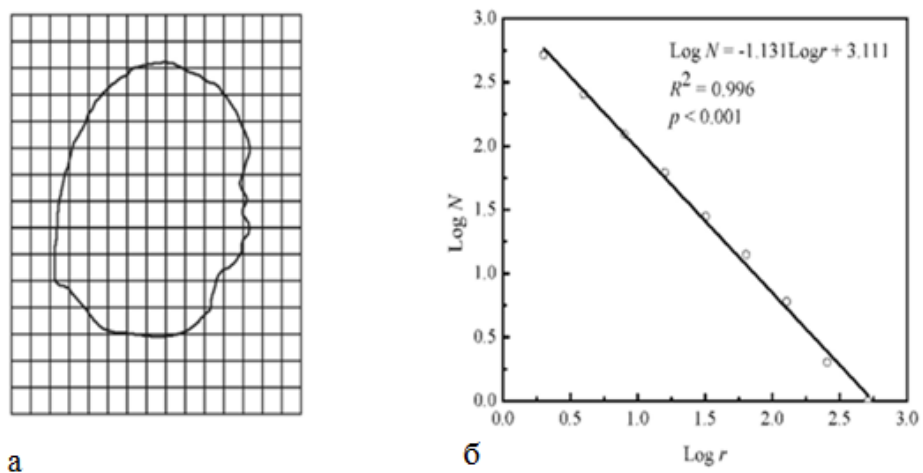 3.0
2.5
2.0
1.5
1.0
0.5
0.0
Log N
Log N = -1.131Logr + 3.111
R² = 0.996
p < 0.001
0.0 0.5 1.0 1.5 2.0 2.5 3.0
Log r
а
б